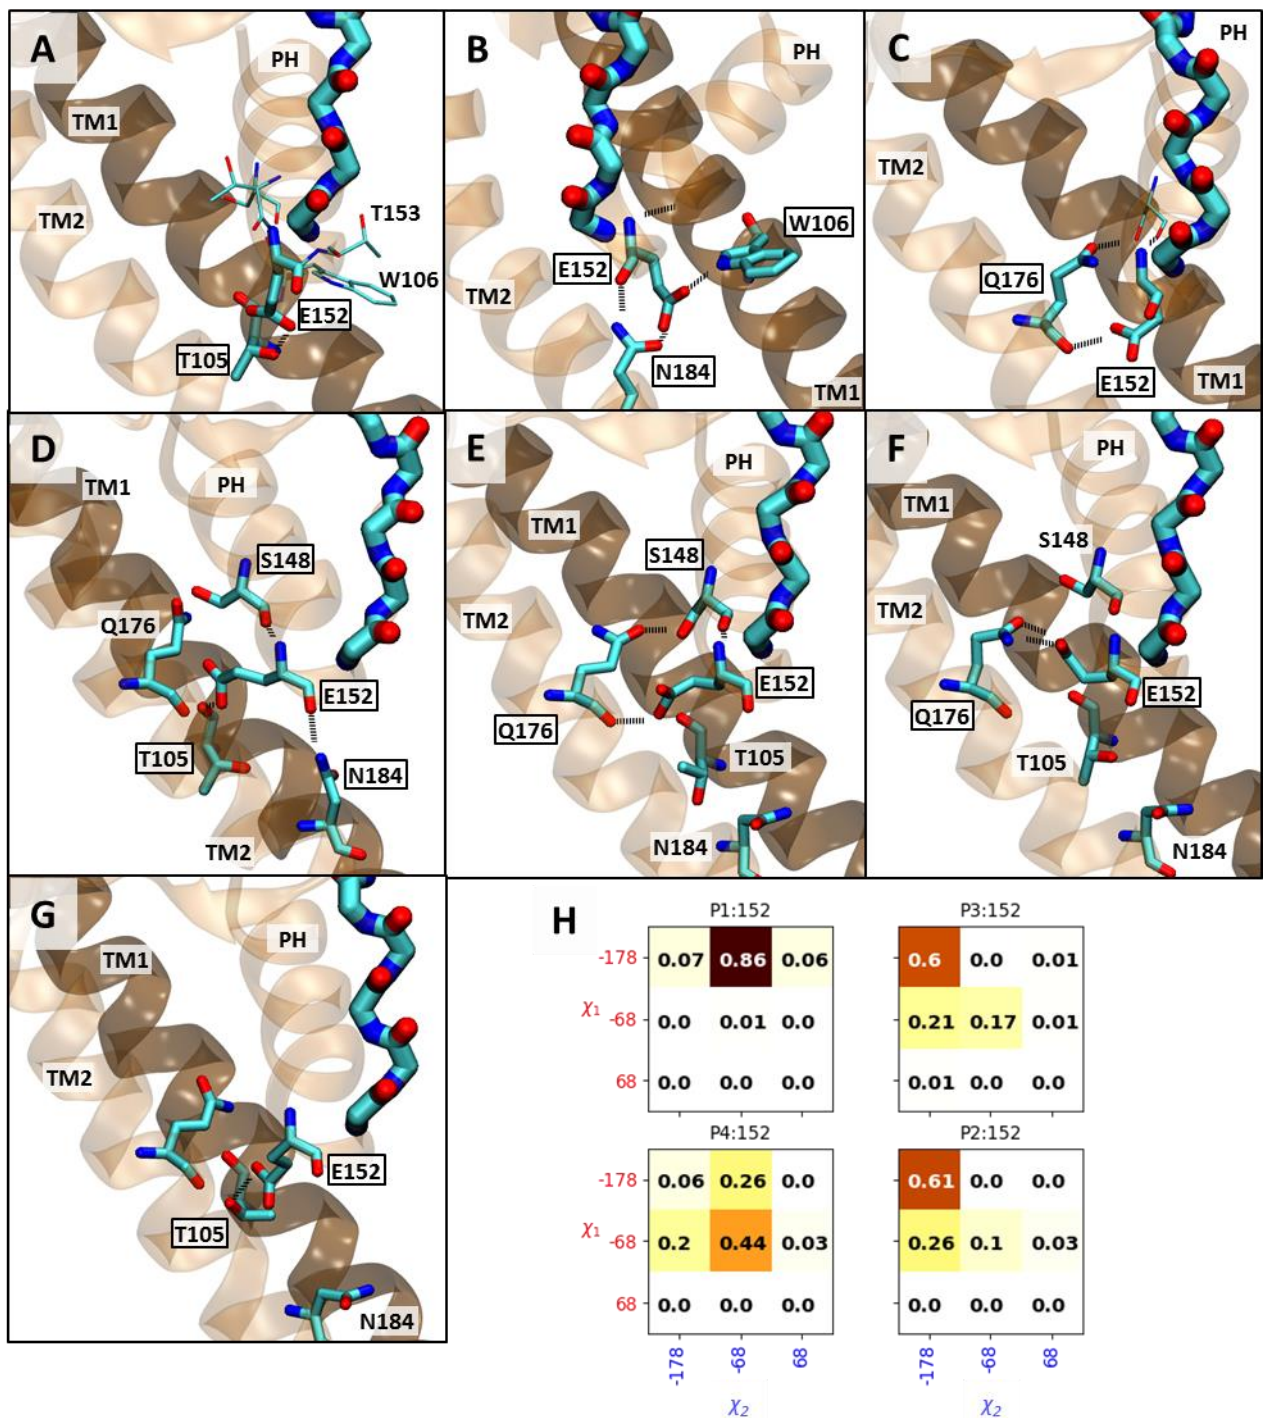 A
PH
TM1
TM2
T153
W106
E152
T105
B
PH
W106
E152
TM2
N184
TM1
C
PH
TM2
Q176
E152
TM1
D
TM1
PH
S148
Q176
E152
T105
N184
TM2
E
PH
TM1
S148
TM2
E152
Q176
T105
N184
F
PH
TM1
S148
TM2
E152
Q176
T105
N184
G
PH
TM1
TM2
E152
T105
N184
H
P1:152
-178 0.07 0.86 0.06
χ1 -68 0.0 0.01 0.0
68 0.0 0.0 0.0
P3:152
0.6 0.0 0.01
0.21 0.17 0.01
0.01 0.0 0.0
P4:152
-178 0.06 0.26 0.0
χ1 -68 0.2 0.44 0.03
68 0.0 0.0 0.0
-178 -68 68
χ2
P2:152
0.61 0.0 0.0
0.26 0.1 0.03
0.0 0.0 0.0
-178 -68 68
χ2